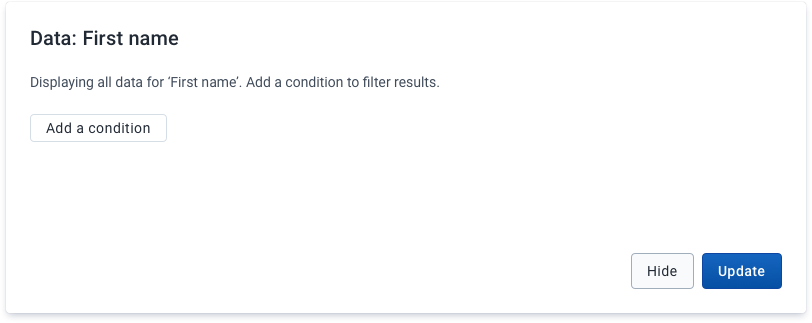 Data: First name
Displaying all data for ‘First name’. Add a condition to filter results.
Add a condition
Hide
Update